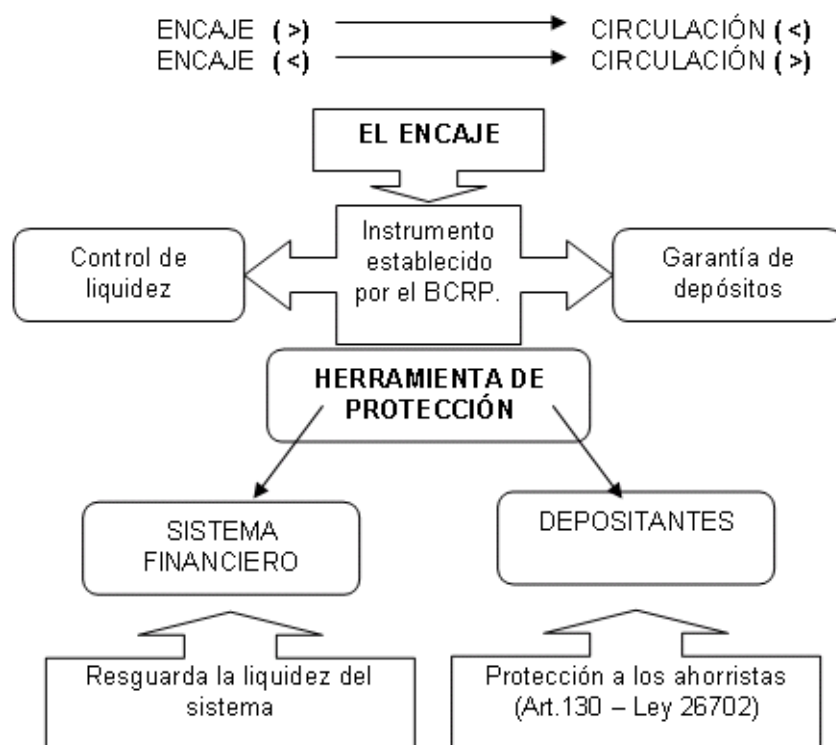 ENCAJE (>) CIRCULACIÓN (<)
ENCAJE (<) CIRCULACIÓN (>)
EL ENCAJE
Control de
liquidez
Instrumento
establecido
por el BCRP.
Garantía de
depósitos
HERRAMIENTA DE
PROTECCIÓN
SISTEMA
FINANCIERO
DEPOSITANTES
Resguarda la liquidez del
sistema
Protección a los ahorristas
(Art.130 – Ley 26702)